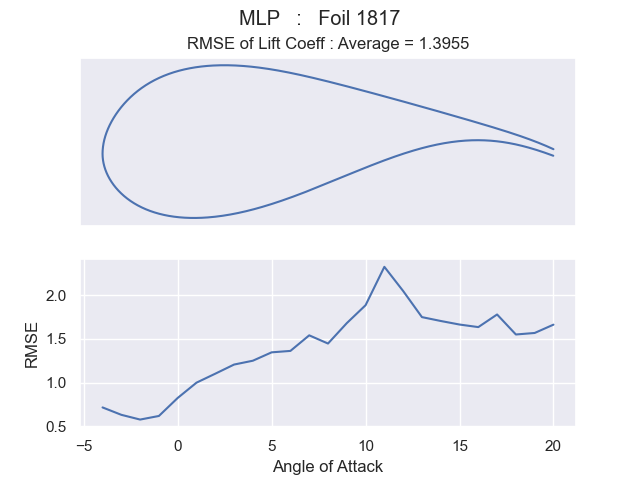 MLP   :   Foil 1817
RMSE of Lift Coeff : Average = 1.3955
2.0
1.5
1.0
0.5
RMSE
−5 0 5 10 15 20
Angle of Attack